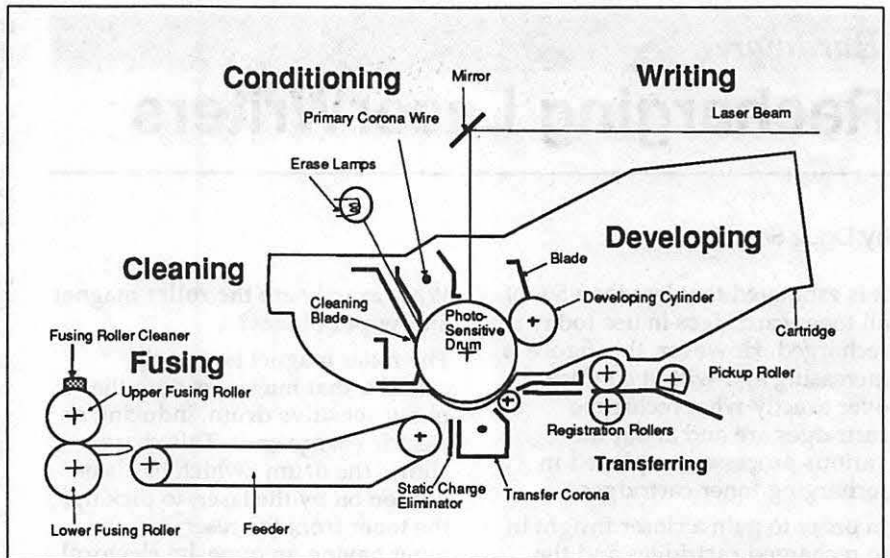 Conditioning
Mirror
Writing
Primary Corona Wire
Laser Beam
Erase Lamps
Developing
Cleaning
Blade
Cleaning
Blade
Photo-
Sensitive
Drum
Developing Cylinder
Cartridge
Fusing Roller Cleaner
Fusing
Pickup Roller
Upper Fusing Roller
Registration Rollers
Transferring
Static Charge
Eliminator
Transfer Corona
Lower Fusing Roller
Feeder